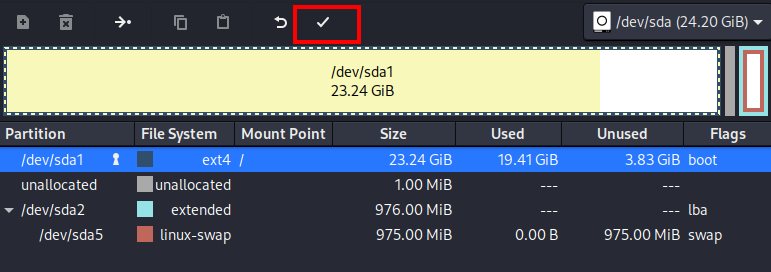 /dev/sda (24.20 GiB)
/dev/sda1
23.24 GiB
Partition File System Mount Point Size Used Unused Flags
/dev/sda1 ext4 / 23.24 GiB 19.41 GiB 3.83 GiB boot
unallocated unallocated 1.00 MiB --- ---
/dev/sda2 extended 976.00 MiB --- --- lba
/dev/sda5 linux-swap 975.00 MiB 0.00 B 975.00 MiB swap